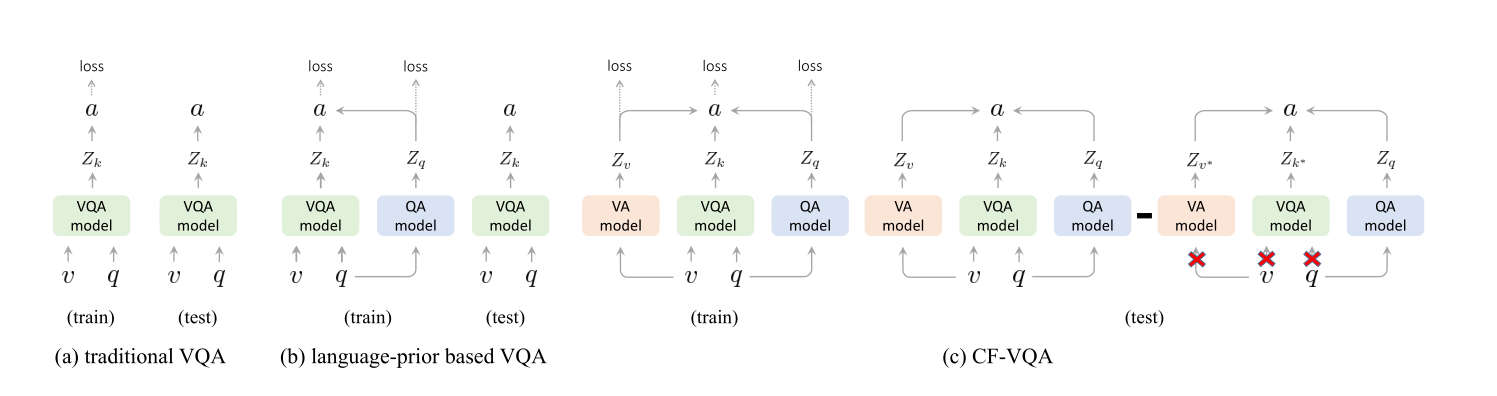 loss loss loss loss loss loss
a a a a a a a
Z_k Z_k Z_k Z_q Z_k Z_v Z_k Z_q Z_v Z_k Z_q Z_{v*} Z_{k*} Z_q
VQA VQA VQA QA VQA VA VQA QA VA VQA QA VA VQA QA
model model model model model model model model model model model - model model model
v q v q v q v q v q v q v q
(train) (test) (train) (test) (train) (test)
(a) traditional VQA (b) language-prior based VQA (c) CF-VQA